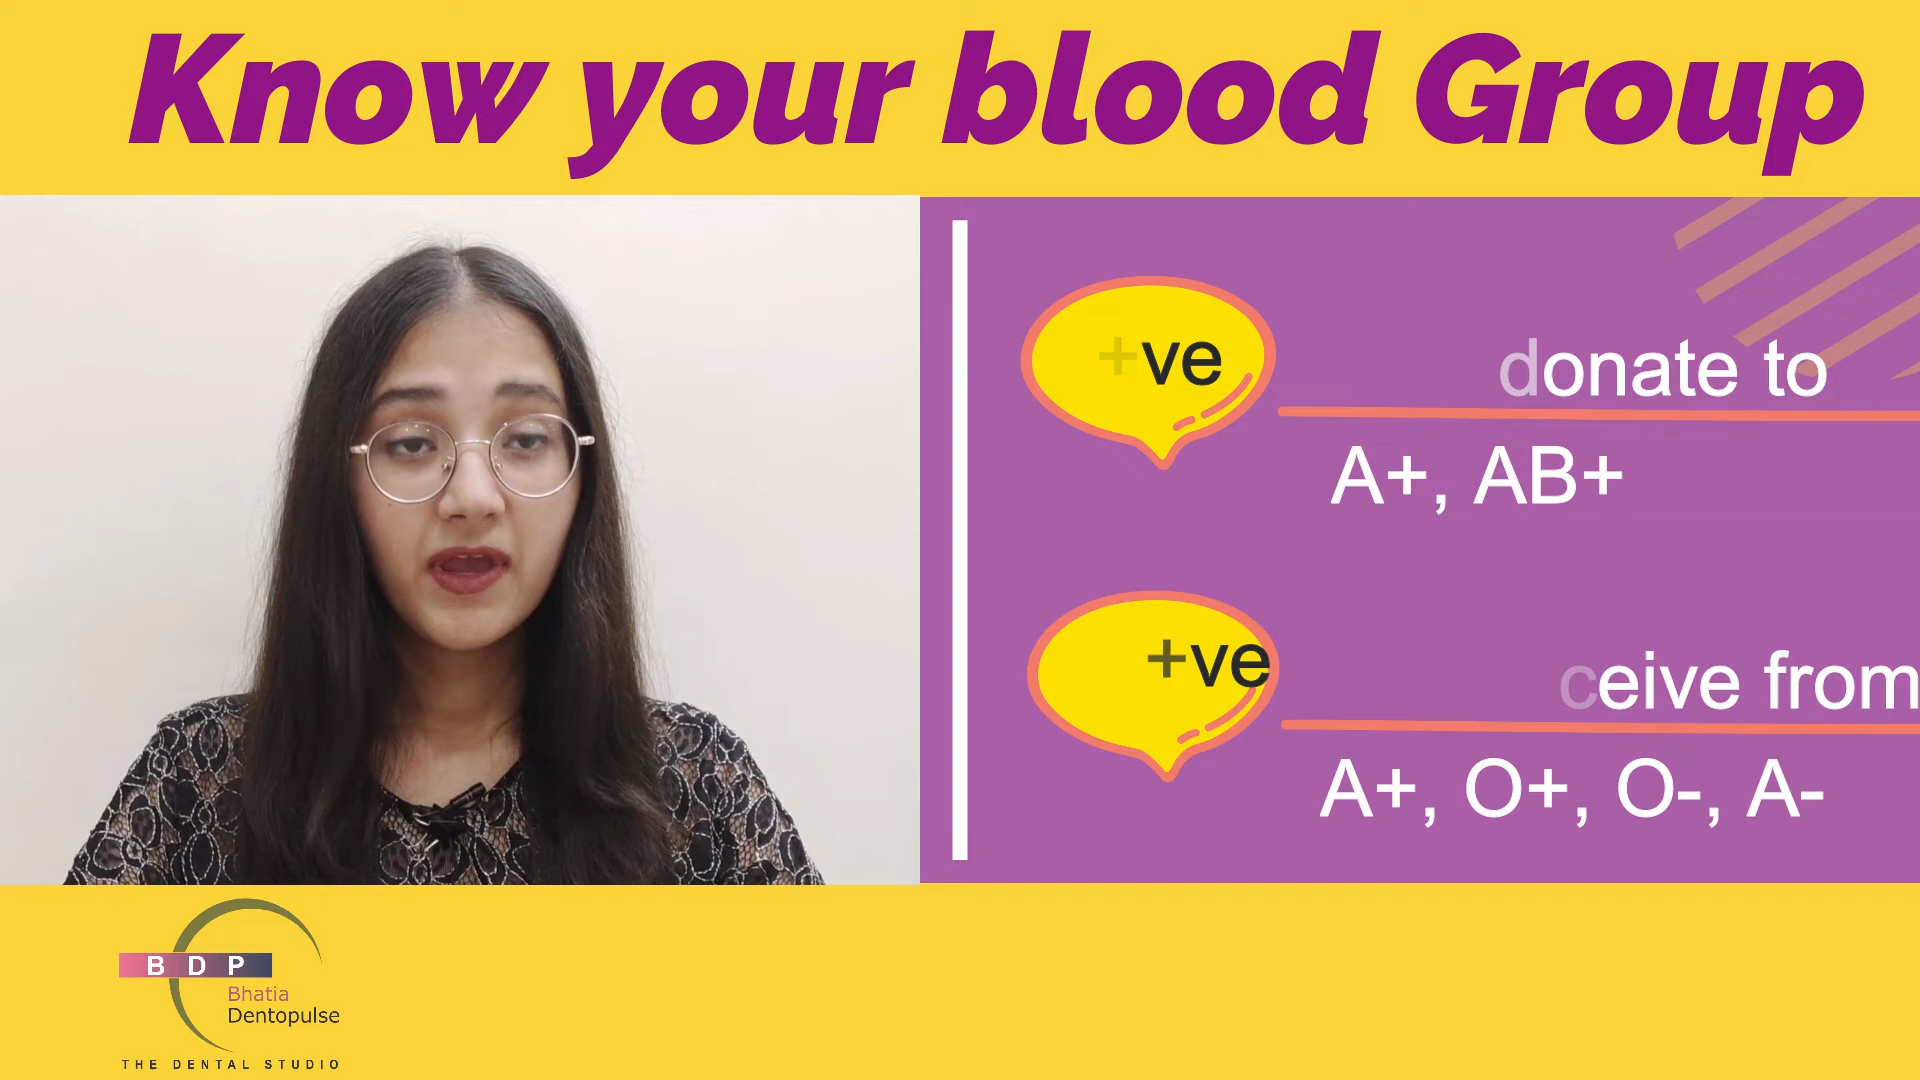 Know your blood Group
+ve
donate to
A+, AB+
+ve
ceive from
A+, O+, O-, A-
B D P
Bhatia
Dentopulse
THE DENTAL STUDIO